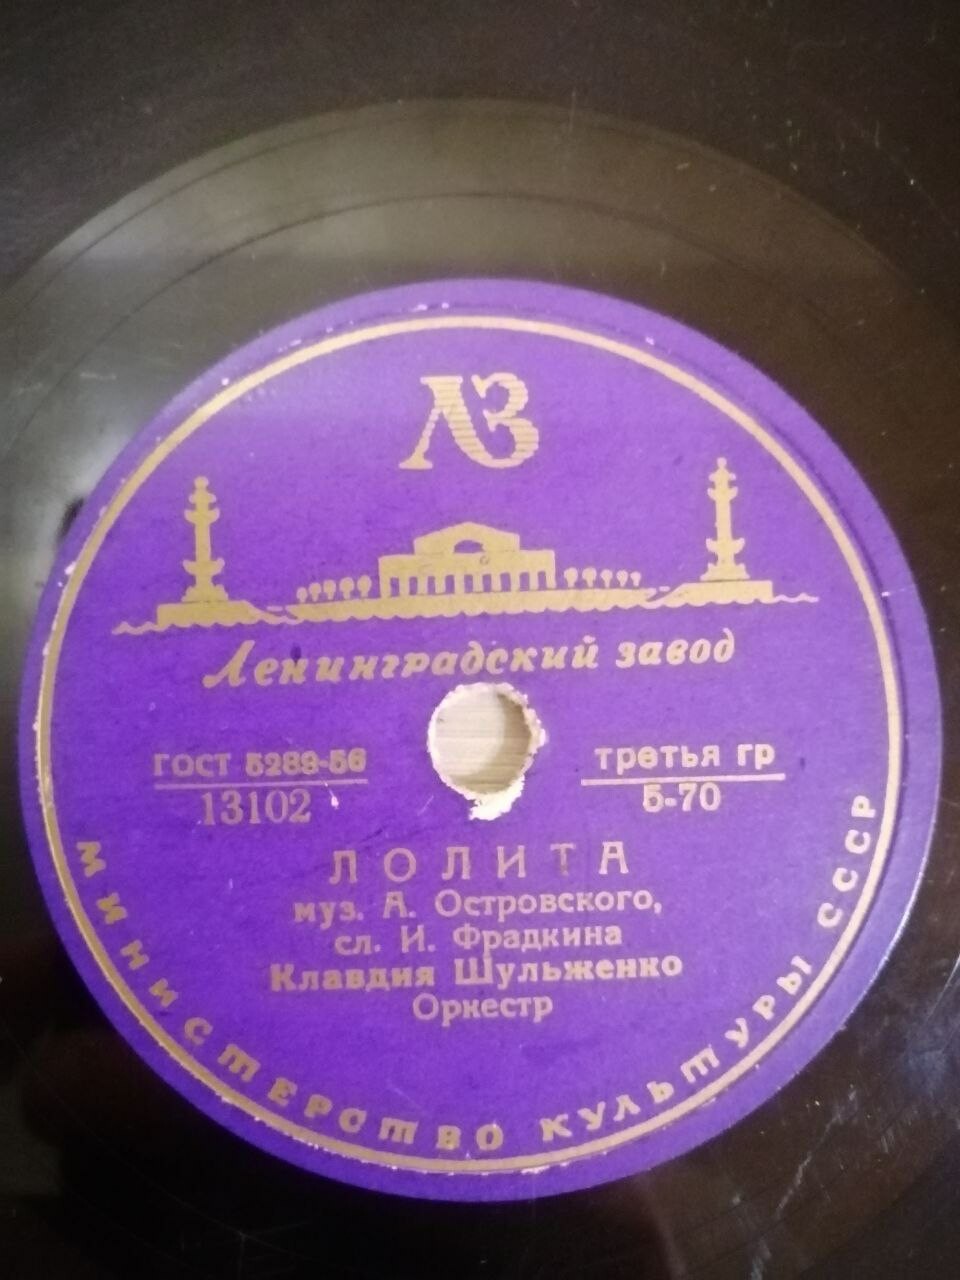 ЛЗ
Ленинградский завод
ГОСТ 5289-56
13102
третья гр
5-70
ЛОЛИТА
муз. А. Островского,
сл. И. Фрадкина
Клавдия Шульженко
Оркестр
МИНИСТЕРСТВО КУЛЬТУРЫ СССР